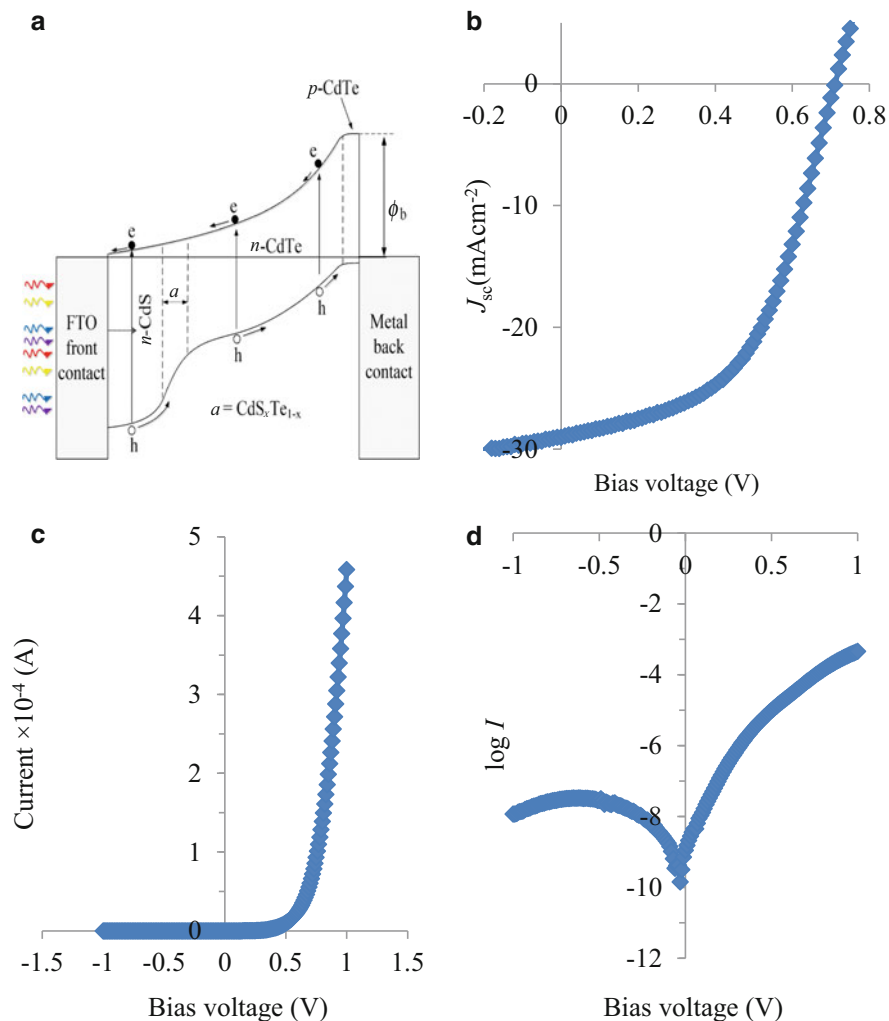 a
p-CdTe
e
e
e
ϕb
n-CdTe
FTO
front
contact
n-CdS
a
h
h
h
Metal
back
contact
a = CdSxTe1-x
b
0
-0.2
0
0.2
0.4
0.6
0.8
-10
-20
-30
Jsc(mAcm-2)
Bias voltage (V)
c
5
4
3
2
1
0
-1.5
-1
-0.5
0
0.5
1
1.5
Current ×10-4 (A)
Bias voltage (V)
d
0
-1
-0.5
0
0.5
1
-2
-4
-6
-8
-10
-12
log I
Bias voltage (V)